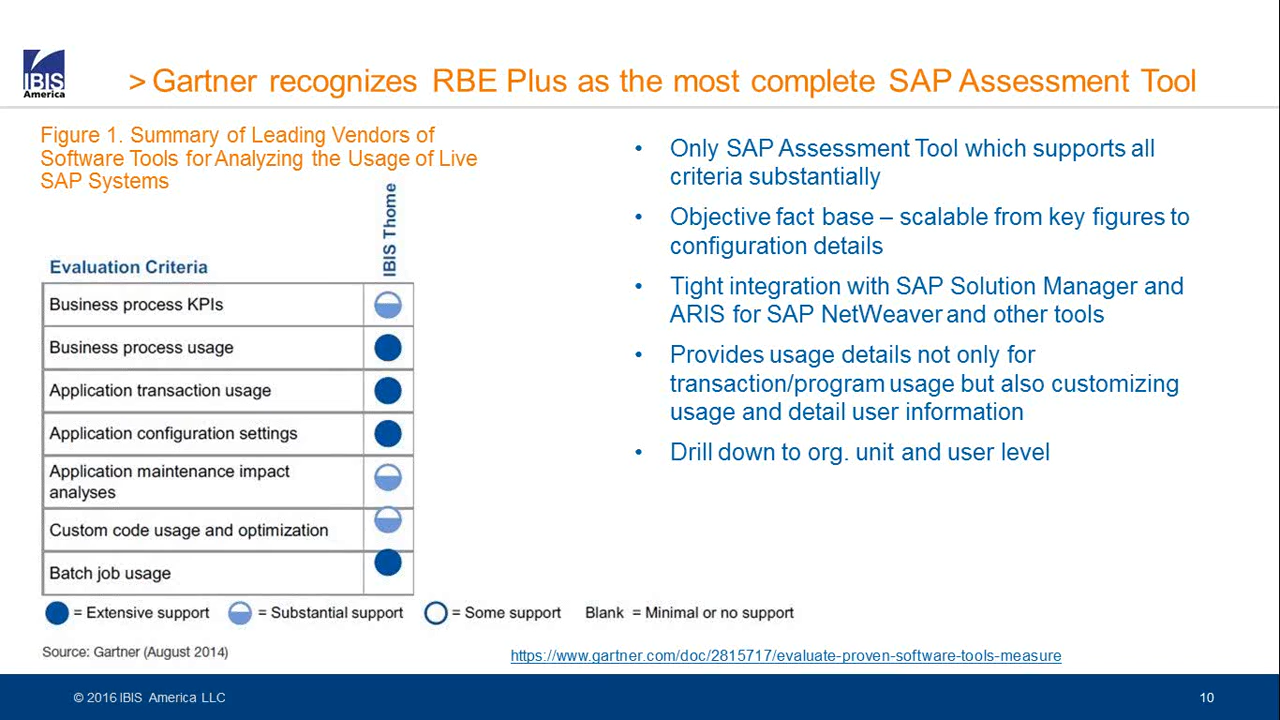 IBIS
America
> Gartner recognizes RBE Plus as the most complete SAP Assessment Tool
Figure 1. Summary of Leading Vendors of
Software Tools for Analyzing the Usage of Live
SAP Systems
IBIS Thome
Evaluation Criteria
Business process KPIs
Business process usage
Application transaction usage
Application configuration settings
Application maintenance impact
analyses
Custom code usage and optimization
Batch job usage
= Extensive support
= Substantial support
= Some support
Blank = Minimal or no support
Source: Gartner (August 2014)
• Only SAP Assessment Tool which supports all
criteria substantially
• Objective fact base – scalable from key figures to
configuration details
• Tight integration with SAP Solution Manager and
ARIS for SAP NetWeaver and other tools
• Provides usage details not only for
transaction/program usage but also customizing
usage and detail user information
• Drill down to org. unit and user level
https://www.gartner.com/doc/2815717/evaluate-proven-software-tools-measure
© 2016 IBIS America LLC
10